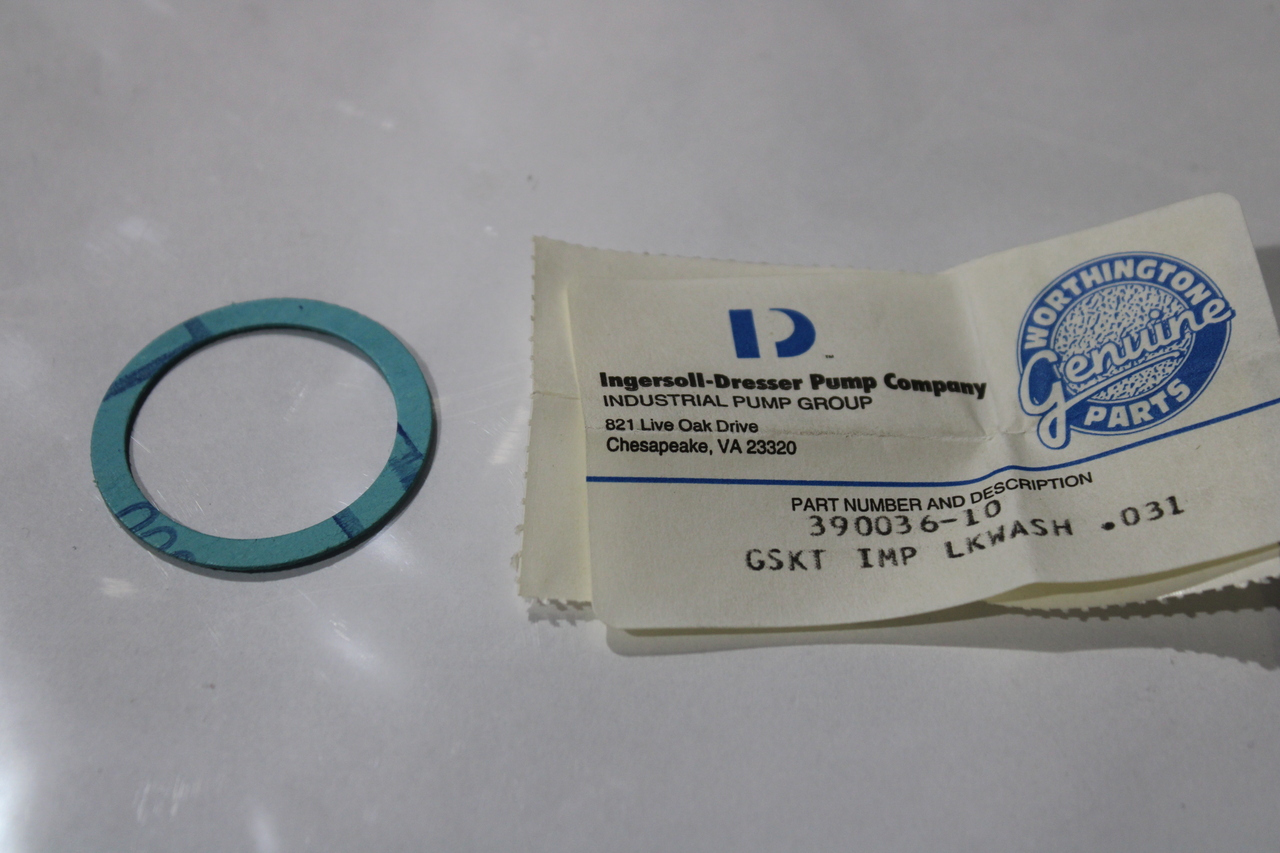 Ingersoll-Dresser Pump Company
INDUSTRIAL PUMP GROUP
821 Live Oak Drive
Chesapeake, VA 23320
WORTHINGTON
Genuine
PARTS
PART NUMBER AND DESCRIPTION
390036-10
GSKT IMP LKWASH .031